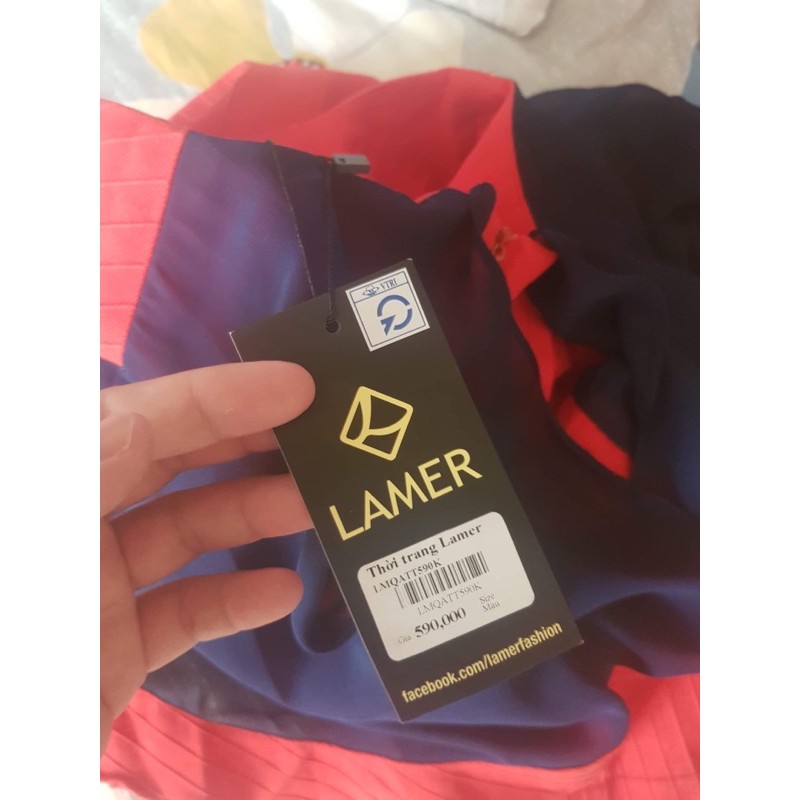 VTRI
LAMER
Thời trang Lamer
LMQATT590K
LMQATT590K
Giá 590,000 Size
Màu
facebook.com/lamerfashion